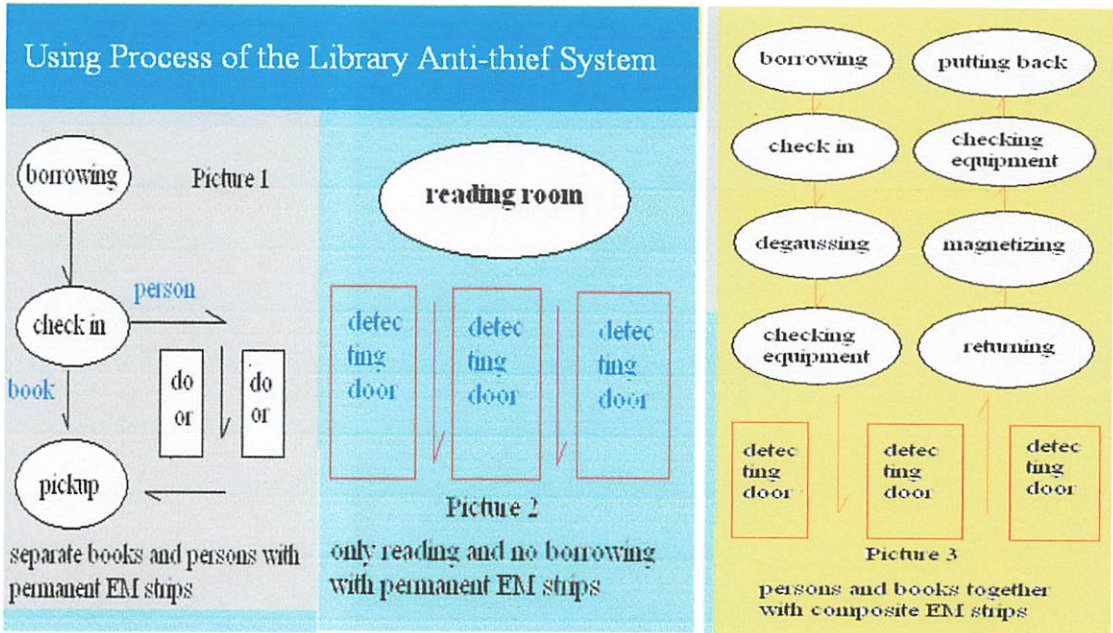 Using Process of the Library Anti-thief System
borrowing
Picture 1
person
check in
book
do
or
do
or
pickup
separate books and persons with
permanent EM strips
reading room
detec
ting
door
detec
ting
door
detec
ting
door
Picture 2
only reading and no borrowing
with permanent EM strips
borrowing
check in
degaussing
checking
equipment
putting back
checking
equipment
magnetizing
returning
detec
ting
door
detec
ting
door
detec
ting
door
Picture 3
persons and books together
with composite EM strips